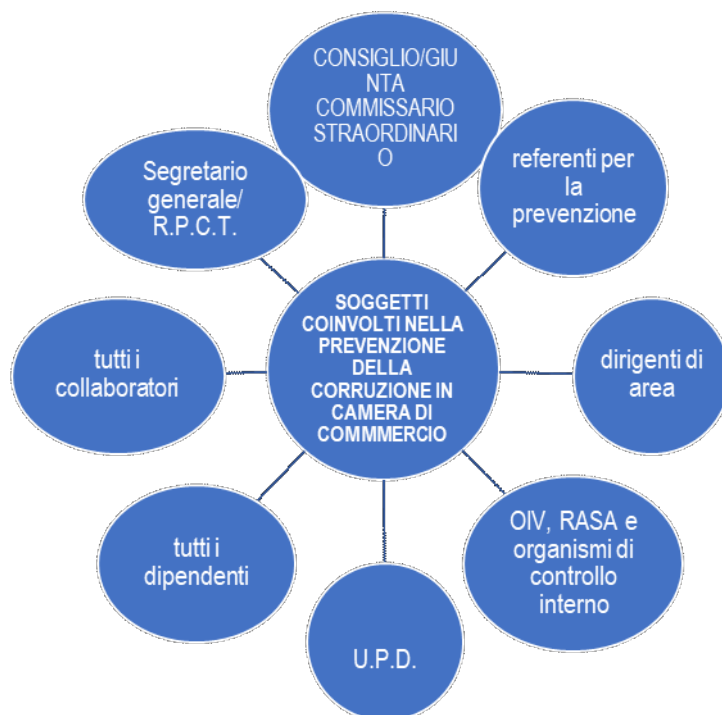 CONSIGLIO/GIU
NTA
COMMISSARIO
STRAORDINARI
O
referenti per
la
prevenzione
dirigenti di
area
OIV, RASA e
organismi di
controllo
interno
U.P.D.
tutti i
dipendenti
tutti i
collaboratori
Segretario
generale/
R.P.C.T.
SOGGETTI
COINVOLTI NELLA
PREVENZIONE
DELLA
CORRUZIONE IN
CAMERA DI
COMMMERCIO